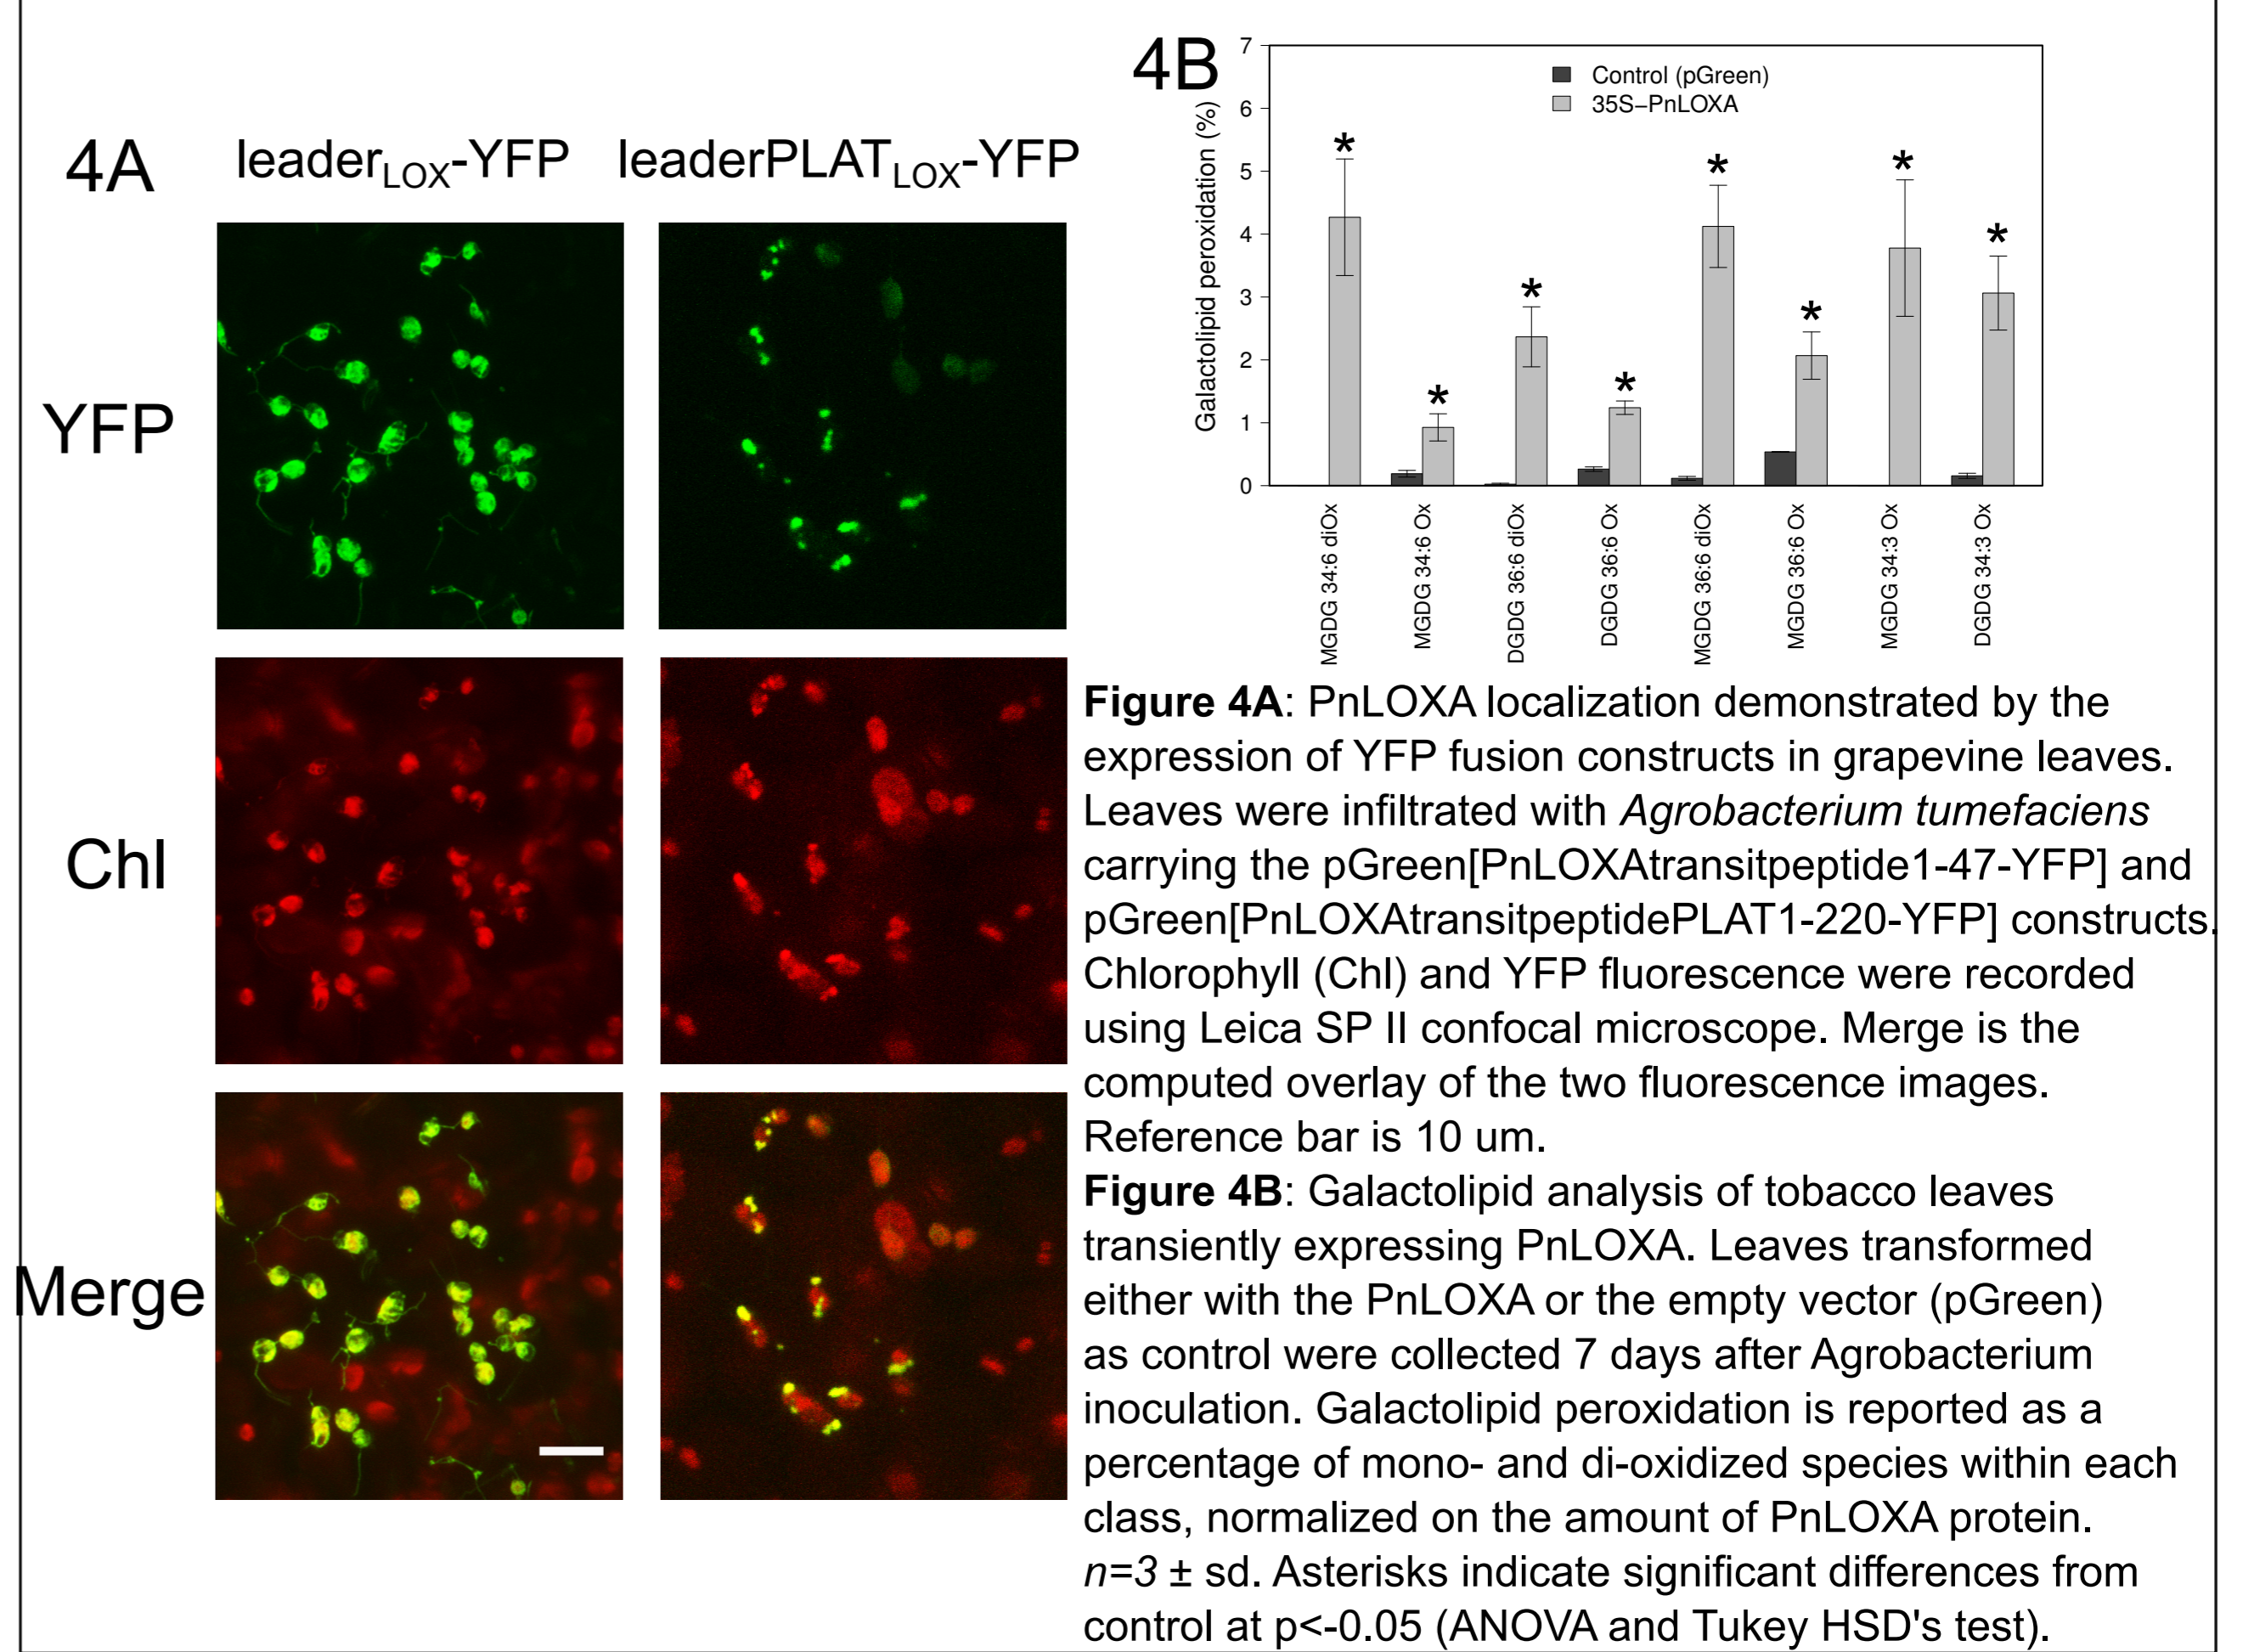 4A
leaderLOX-YFP
leaderPLATLOX-YFP
YFP
Chl
Merge
4B
Galactolipid peroxidation (%)
7
6
5
4
3
2
1
0
Control (pGreen)
35S–PnLOXA
*
*
*
*
*
*
*
*
MGDG 34:6 diOx
MGDG 34:6 Ox
DGDG 36:6 diOx
DGDG 36:6 Ox
MGDG 36:6 diOx
MGDG 36:6 Ox
MGDG 34:3 Ox
DGDG 34:3 Ox
Figure 4A: PnLOXA localization demonstrated by the
expression of YFP fusion constructs in grapevine leaves.
Leaves were infiltrated with Agrobacterium tumefaciens
carrying the pGreen[PnLOXAtransitpeptide1-47-YFP] and
pGreen[PnLOXAtransitpeptidePLAT1-220-YFP] constructs.
Chlorophyll (Chl) and YFP fluorescence were recorded
using Leica SP II confocal microscope. Merge is the
computed overlay of the two fluorescence images.
Reference bar is 10 um.
Figure 4B: Galactolipid analysis of tobacco leaves
transiently expressing PnLOXA. Leaves transformed
either with the PnLOXA or the empty vector (pGreen)
as control were collected 7 days after Agrobacterium
inoculation. Galactolipid peroxidation is reported as a
percentage of mono- and di-oxidized species within each
class, normalized on the amount of PnLOXA protein.
n=3 ± sd. Asterisks indicate significant differences from
control at p<-0.05 (ANOVA and Tukey HSD's test).